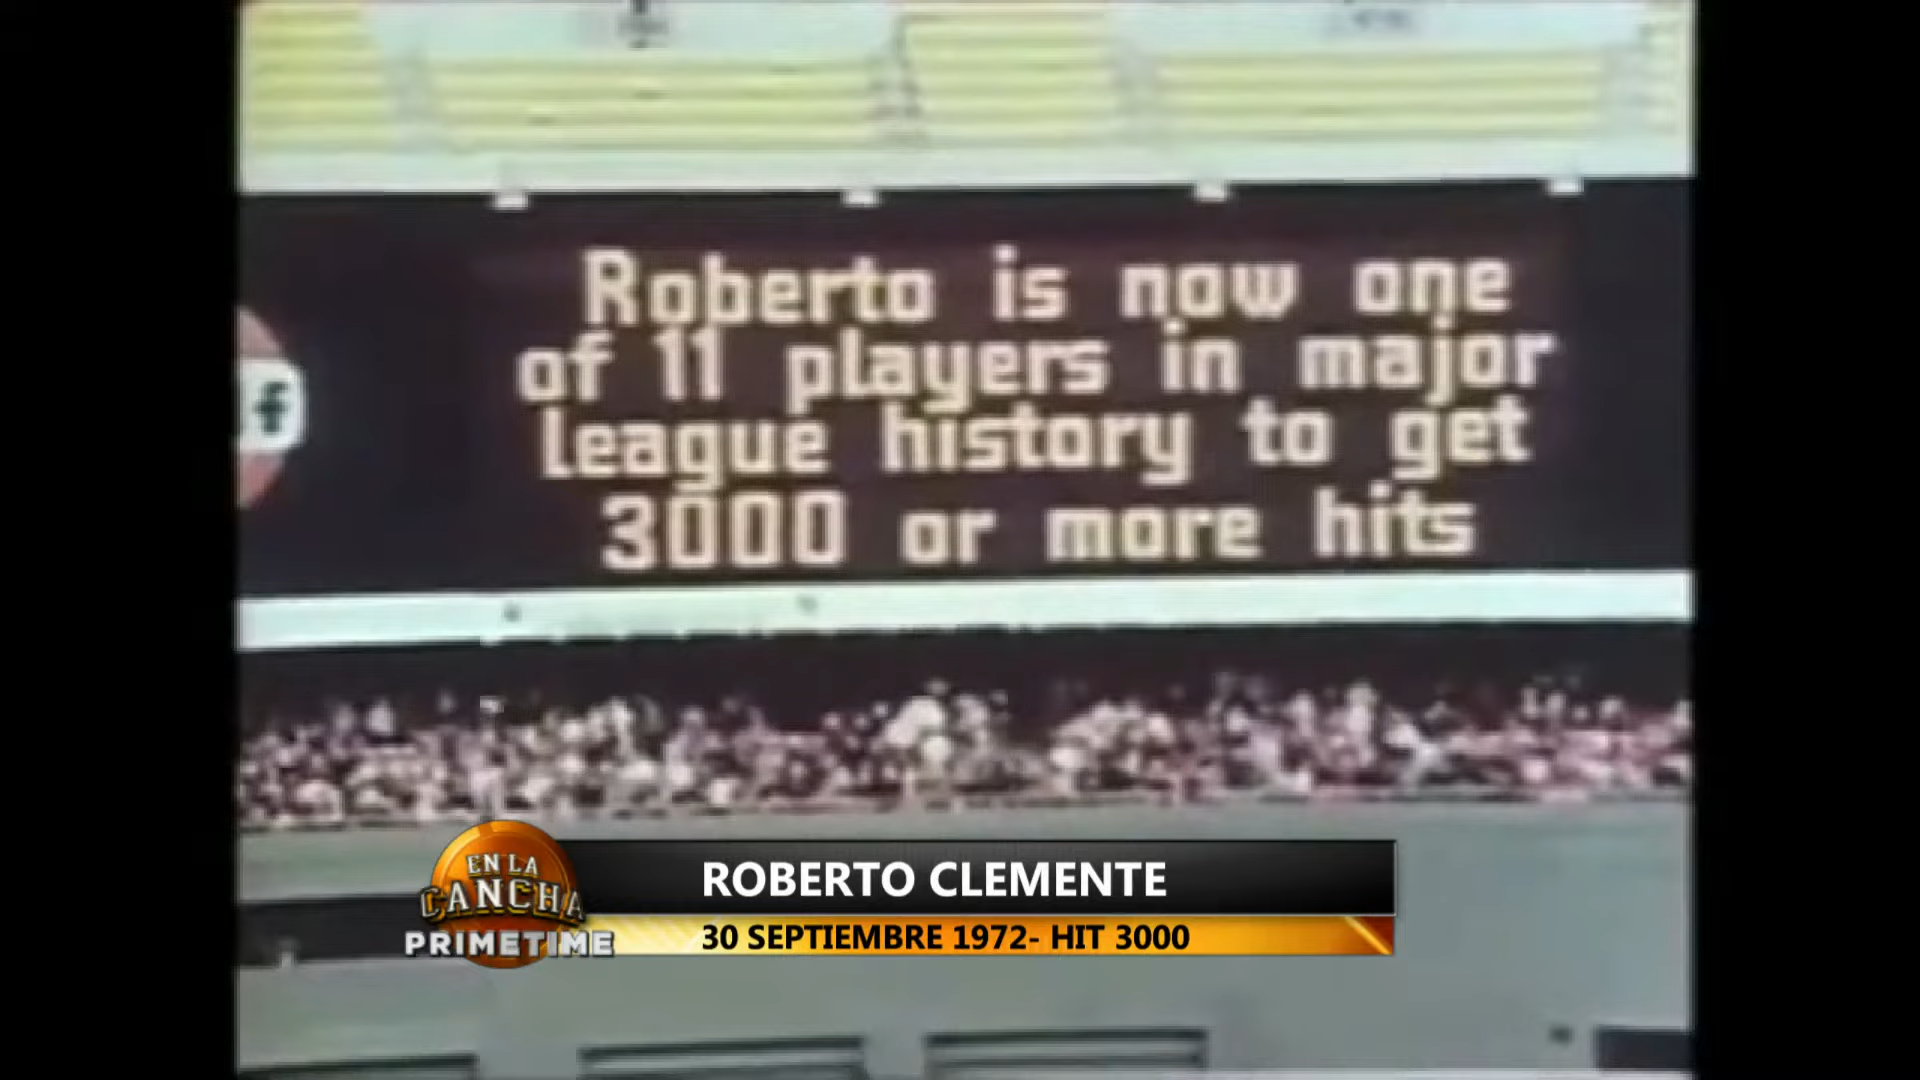 Roberto is now one
of 11 players in major
league history to get
3000 or more hits
f
EN LA
CANCHA
PRIMETIME
ROBERTO CLEMENTE
30 SEPTIEMBRE 1972- HIT 3000